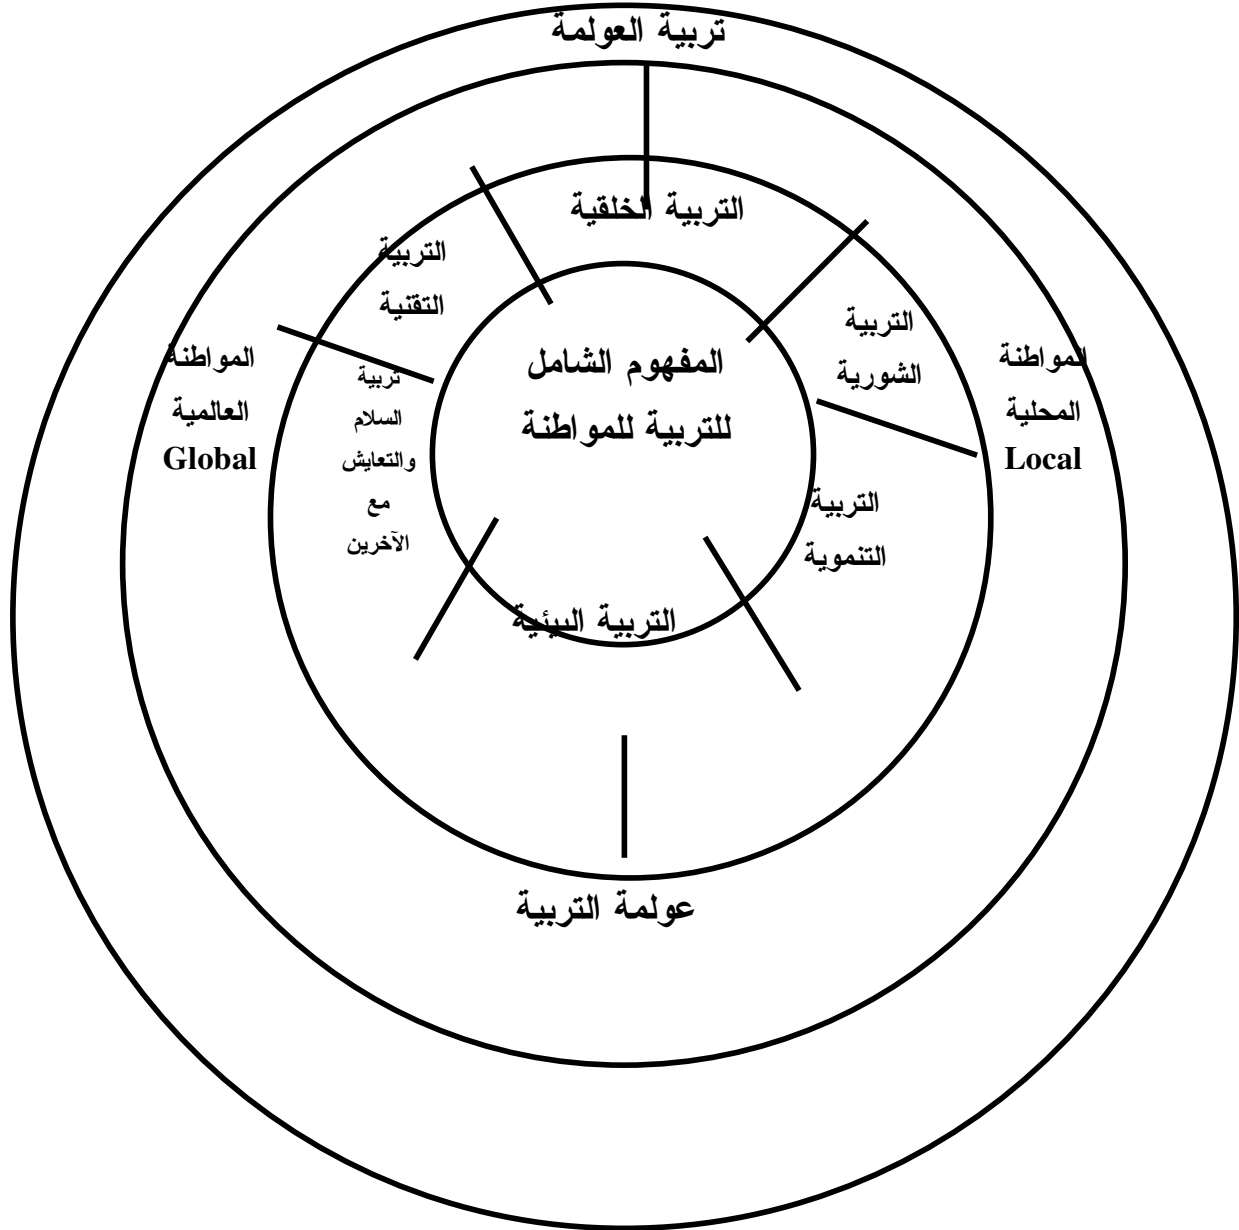 تربية العولمة
التربية الخلقية
التربية
التقنية
التربية
الشورية
المواطنة
المحلية
Local
المواطنة
العالمية
Global
المفهوم الشامل
للتربية للمواطنة
تربية
السلام
والتعايش
مع
الآخرين
التربية
التنموية
التربية البيئية
عولمة التربية